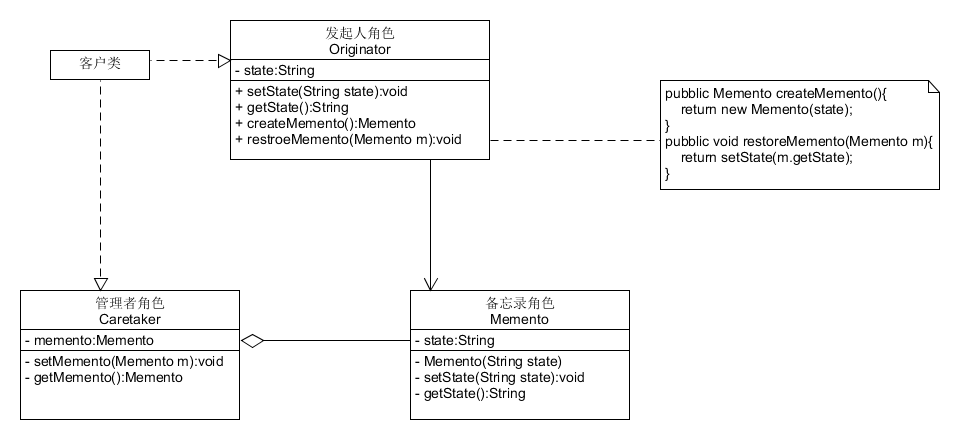 发起人角色
Originator
- state:String
+ setState(String state):void
+ getState():String
+ createMemento():Memento
+ restroeMemento(Memento m):void
客户类
pubblic Memento createMemento(){
return new Memento(state);
}
pubblic void restoreMemento(Memento m){
return setState(m.getState);
}
管理者角色
Caretaker
- memento:Memento
- setMemento(Memento m):void
- getMemento():Memento
备忘录角色
Memento
- state:String
- Memento(String state)
- setState(String state):void
- getState():String